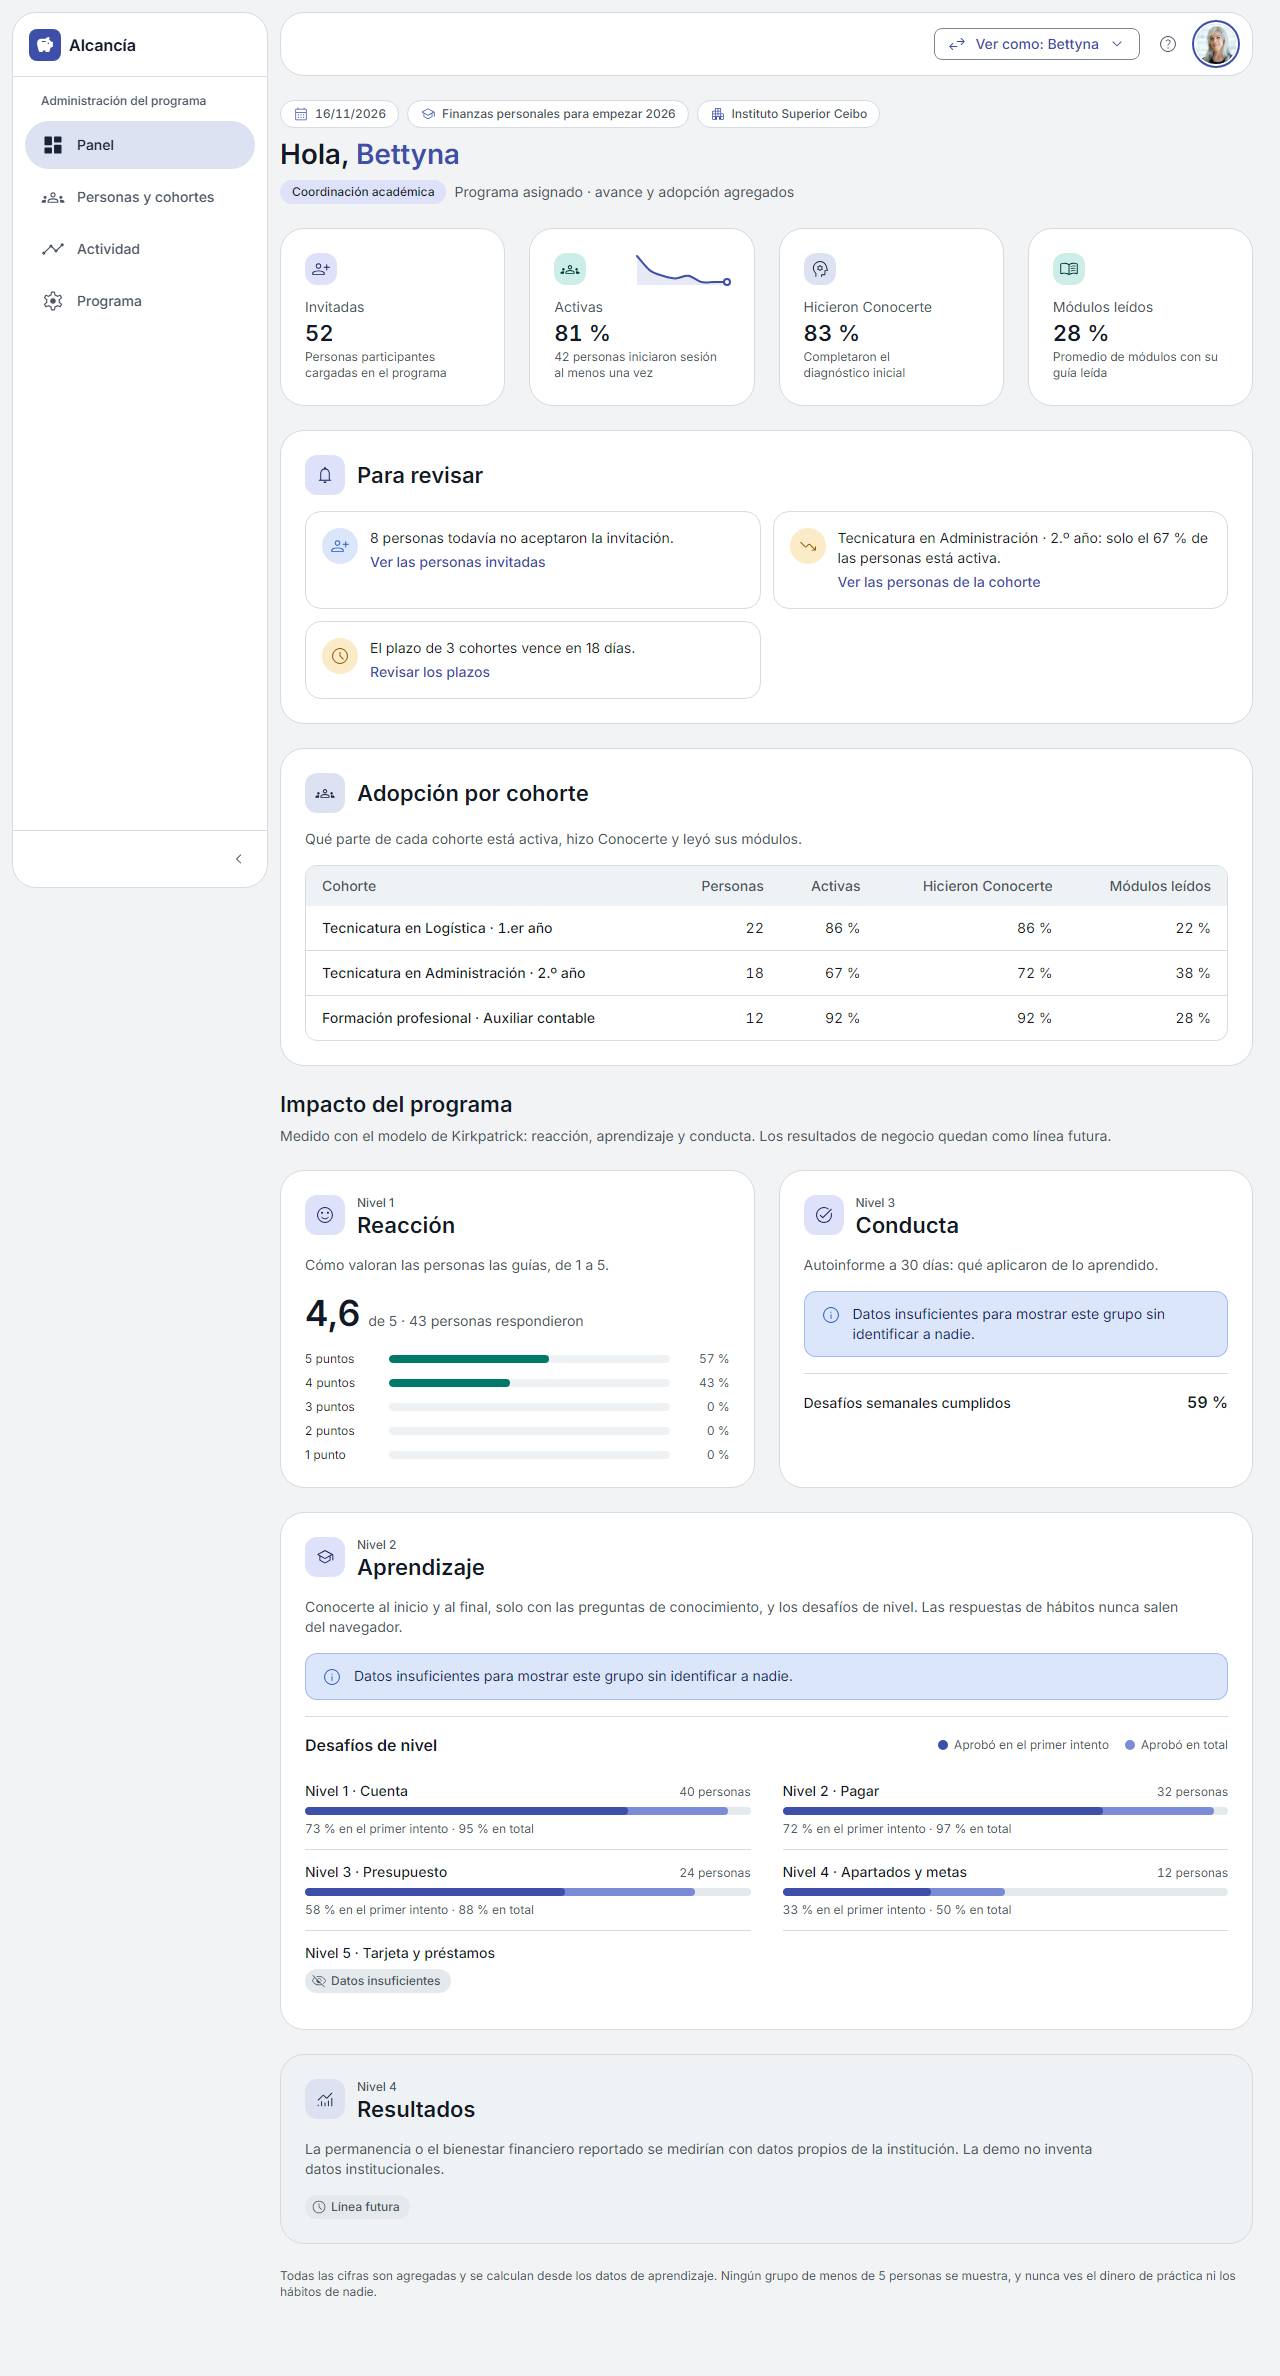 Alcancía
Ver como: Bettyna
Administración del programa
Panel
Personas y cohortes
Actividad
Programa
16/11/2026
Finanzas personales para empezar 2026
Instituto Superior Ceibo
Hola, Bettyna
Coordinación académica
Programa asignado · avance y adopción agregados
Invitadas
52
Personas participantes
cargadas en el programa
Activas
81 %
42 personas iniciaron sesión
al menos una vez
Hicieron Conocerte
83 %
Completaron el
diagnóstico inicial
Módulos leídos
28 %
Promedio de módulos con su
guía leída
Para revisar
8 personas todavía no aceptaron la invitación.
Ver las personas invitadas
Tecnicatura en Administración · 2.º año: solo el 67 % de
las personas está activa.
Ver las personas de la cohorte
El plazo de 3 cohortes vence en 18 días.
Revisar los plazos
Adopción por cohorte
Qué parte de cada cohorte está activa, hizo Conocerte y leyó sus módulos.
Cohorte Personas Activas Hicieron Conocerte Módulos leídos
Tecnicatura en Logística · 1.er año 22 86 % 86 % 22 %
Tecnicatura en Administración · 2.º año 18 67 % 72 % 38 %
Formación profesional · Auxiliar contable 12 92 % 92 % 28 %
Impacto del programa
Medido con el modelo de Kirkpatrick: reacción, aprendizaje y conducta. Los resultados de negocio quedan como línea futura.
Nivel 1
Reacción
Cómo valoran las personas las guías, de 1 a 5.
4,6 de 5 · 43 personas respondieron
5 puntos 57 %
4 puntos 43 %
3 puntos 0 %
2 puntos 0 %
1 punto 0 %
Nivel 3
Conducta
Autoinforme a 30 días: qué aplicaron de lo aprendido.
Datos insuficientes para mostrar este grupo sin
identificar a nadie.
Desafíos semanales cumplidos 59 %
Nivel 2
Aprendizaje
Conocerte al inicio y al final, solo con las preguntas de conocimiento, y los desafíos de nivel. Las respuestas de hábitos nunca salen
del navegador.
Datos insuficientes para mostrar este grupo sin identificar a nadie.
Desafíos de nivel
Aprobó en el primer intento Aprobó en total
Nivel 1 · Cuenta 40 personas
73 % en el primer intento · 95 % en total
Nivel 2 · Pagar 32 personas
72 % en el primer intento · 97 % en total
Nivel 3 · Presupuesto 24 personas
58 % en el primer intento · 88 % en total
Nivel 4 · Apartados y metas 12 personas
33 % en el primer intento · 50 % en total
Nivel 5 · Tarjeta y préstamos
Datos insuficientes
Nivel 4
Resultados
La permanencia o el bienestar financiero reportado se medirían con datos propios de la institución. La demo no inventa
datos institucionales.
Línea futura
Todas las cifras son agregadas y se calculan desde los datos de aprendizaje. Ningún grupo de menos de 5 personas se muestra, y nunca ves el dinero de práctica ni los
hábitos de nadie.